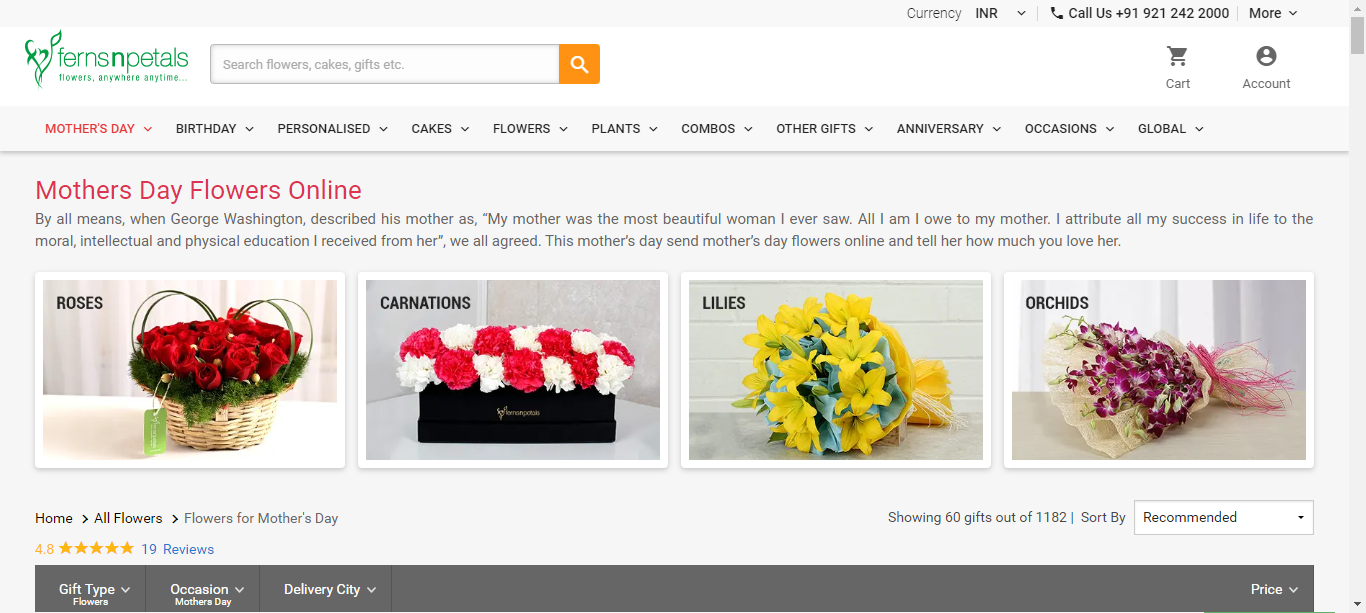 Currency INR Call Us +91 921 242 2000 More
fernsnpetals
flowers, anywhere anytime...
Search flowers, cakes, gifts etc.
Cart Account
MOTHER'S DAY BIRTHDAY PERSONALISED CAKES FLOWERS PLANTS COMBOS OTHER GIFTS ANNIVERSARY OCCASIONS GLOBAL
Mothers Day Flowers Online
By all means, when George Washington, described his mother as, “My mother was the most beautiful woman I ever saw. All I am I owe to my mother. I attribute all my success in life to the
moral, intellectual and physical education I received from her”, we all agreed. This mother’s day send mother’s day flowers online and tell her how much you love her.
ROSES CARNATIONS LILIES ORCHIDS
fernsnpetals
Home > All Flowers > Flowers for Mother's Day
Showing 60 gifts out of 1182 | Sort By Recommended
4.8 ★★★★★ 19 Reviews
Gift Type Occasion Delivery City Price
Flowers Mothers Day